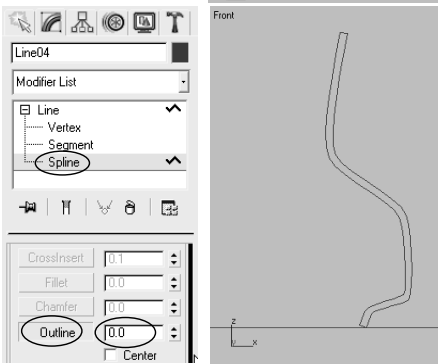 Line04
Modifier List
Line
Vertex
Segment
Spline
CrossInsert 0.1
Fillet 0.0
Chamfer 0.0
Outline 0.0
Center
Front
z
x